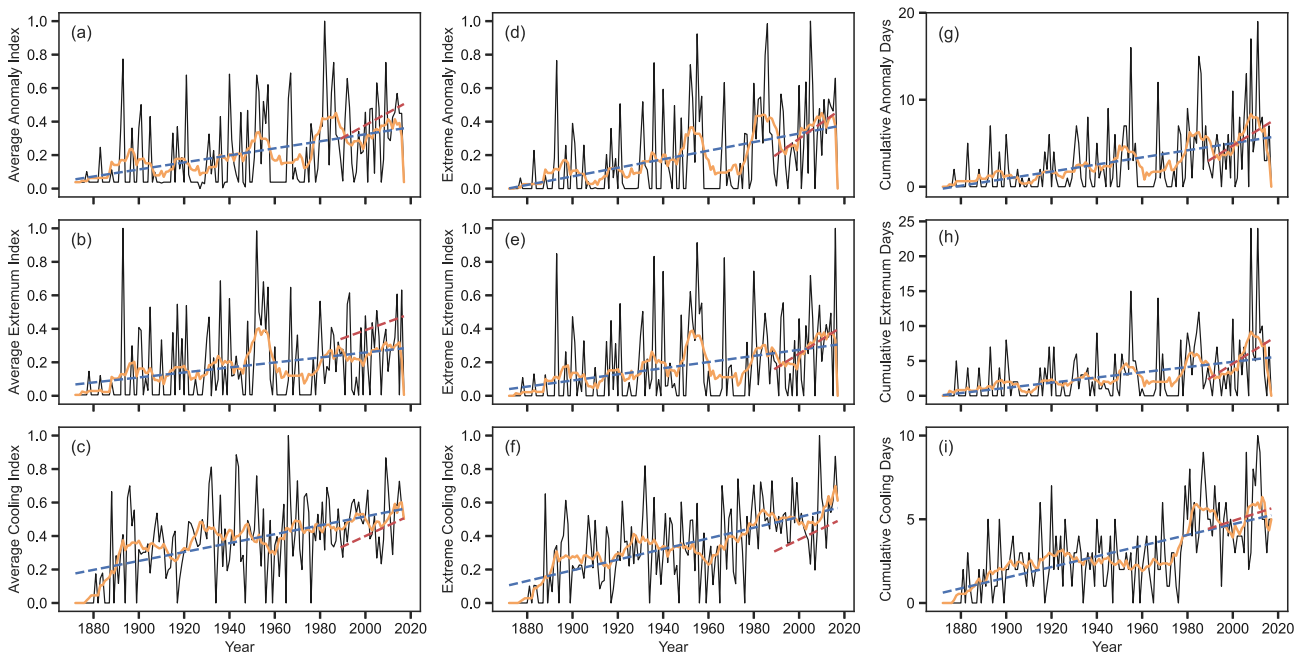 (a)
Average Anomaly Index
1.0
0.8
0.6
0.4
0.2
0.0
(d)
Extreme Anomaly Index
1.0
0.8
0.6
0.4
0.2
0.0
(g)
Cumulative Anomaly Days
20
10
0
(b)
Average Extremum Index
1.0
0.8
0.6
0.4
0.2
0.0
(e)
Extreme Extremum Index
1.0
0.8
0.6
0.4
0.2
0.0
(h)
Cumulative Extremum Days
25
20
15
10
5
0
(c)
Average Cooling Index
1.0
0.8
0.6
0.4
0.2
0.0
1880 1900 1920 1940 1960 1980 2000 2020
Year
(f)
Extreme Cooling Index
1.0
0.8
0.6
0.4
0.2
0.0
1880 1900 1920 1940 1960 1980 2000 2020
Year
(i)
Cumulative Cooling Days
10
5
0
1880 1900 1920 1940 1960 1980 2000 2020
Year